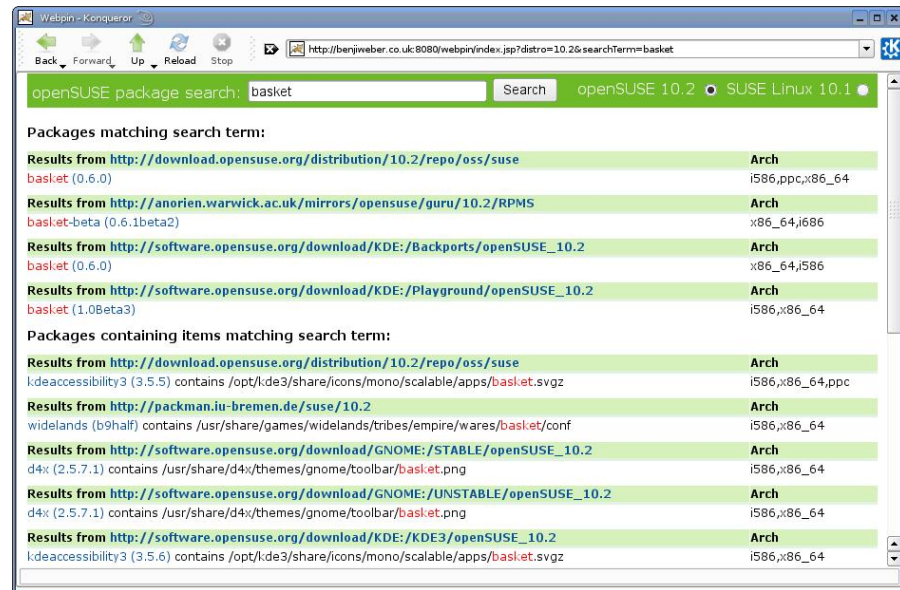 Webpin - Konqueror
Back Forward Up Reload Stop
http://benjiweber.co.uk:8080/webpin/index.jsp?distro=10.2&searchTerm=basket
openSUSE package search: basket Search openSUSE 10.2 SUSE Linux 10.1
Packages matching search term:
Results from http://download.opensuse.org/distribution/10.2/repo/oss/suse Arch
basket (0.6.0) i586,ppc,x86_64
Results from http://anorien.warwick.ac.uk/mirrors/opensuse/guru/10.2/RPMS Arch
basket-beta (0.6.1beta2) x86_64,i686
Results from http://software.opensuse.org/download/KDE:/Backports/openSUSE_10.2 Arch
basket (0.6.0) x86_64,i586
Results from http://software.opensuse.org/download/KDE:/Playground/openSUSE_10.2 Arch
basket (1.0Beta3) i586,x86_64
Packages containing items matching search term:
Results from http://download.opensuse.org/distribution/10.2/repo/oss/suse Arch
kdeaccessibility3 (3.5.5) contains /opt/kde3/share/icons/mono/scalable/apps/basket.svgz i586,x86_64,ppc
Results from http://packman.iu-bremen.de/suse/10.2 Arch
widelands (b9half) contains /usr/share/games/widelands/tribes/empire/wares/basket/conf i586,x86_64
Results from http://software.opensuse.org/download/GNOME:/STABLE/openSUSE_10.2 Arch
d4x (2.5.7.1) contains /usr/share/d4x/themes/gnome/toolbar/basket.png i586,x86_64
Results from http://software.opensuse.org/download/GNOME:/UNSTABLE/openSUSE_10.2 Arch
d4x (2.5.7.1) contains /usr/share/d4x/themes/gnome/toolbar/basket.png i586,x86_64
Results from http://software.opensuse.org/download/KDE:/KDE3/openSUSE_10.2 Arch
kdeaccessibility3 (3.5.6) contains /opt/kde3/share/icons/mono/scalable/apps/basket.svgz i586,x86_64